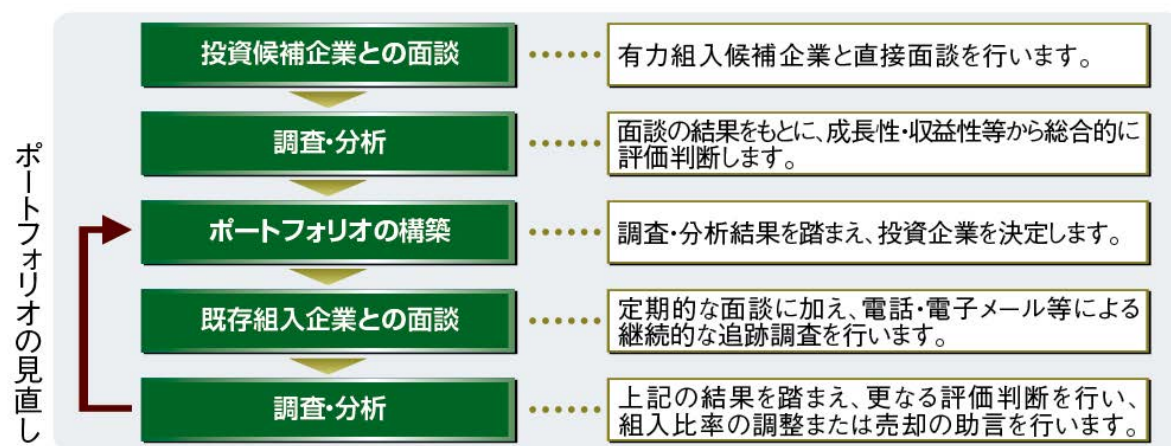 ポートフォリオの見直し
投資候補企業との面談
有力組入候補企業と直接面談を行います。
調査・分析
面談の結果をもとに、成長性・収益性等から総合的に
評価判断します。
ポートフォリオの構築
調査・分析結果を踏まえ、投資企業を決定します。
既存組入企業との面談
定期的な面談に加え、電話・電子メール等による
継続的な追跡調査を行います。
調査・分析
上記の結果を踏まえ、更なる評価判断を行い、
組入比率の調整または売却の助言を行います。